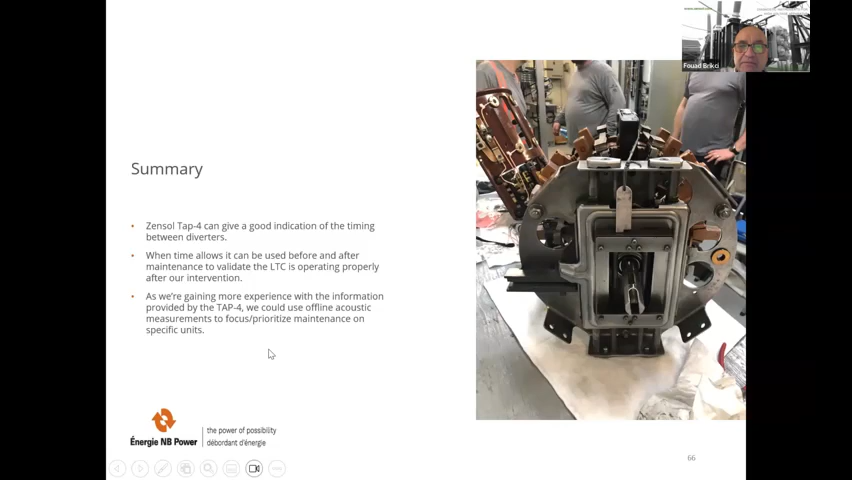 Fouad Brikci
Summary
• Zensol Tap-4 can give a good indication of the timing
between diverters.
• When time allows it can be used before and after
maintenance to validate the LTC is operating properly
after our intervention.
• As we're gaining more experience with the information
provided by the TAP-4, we could use offline acoustic
measurements to focus/prioritize maintenance on
specific units.
Énergie NB Power
the power of possibility
débordant d'énergie
66